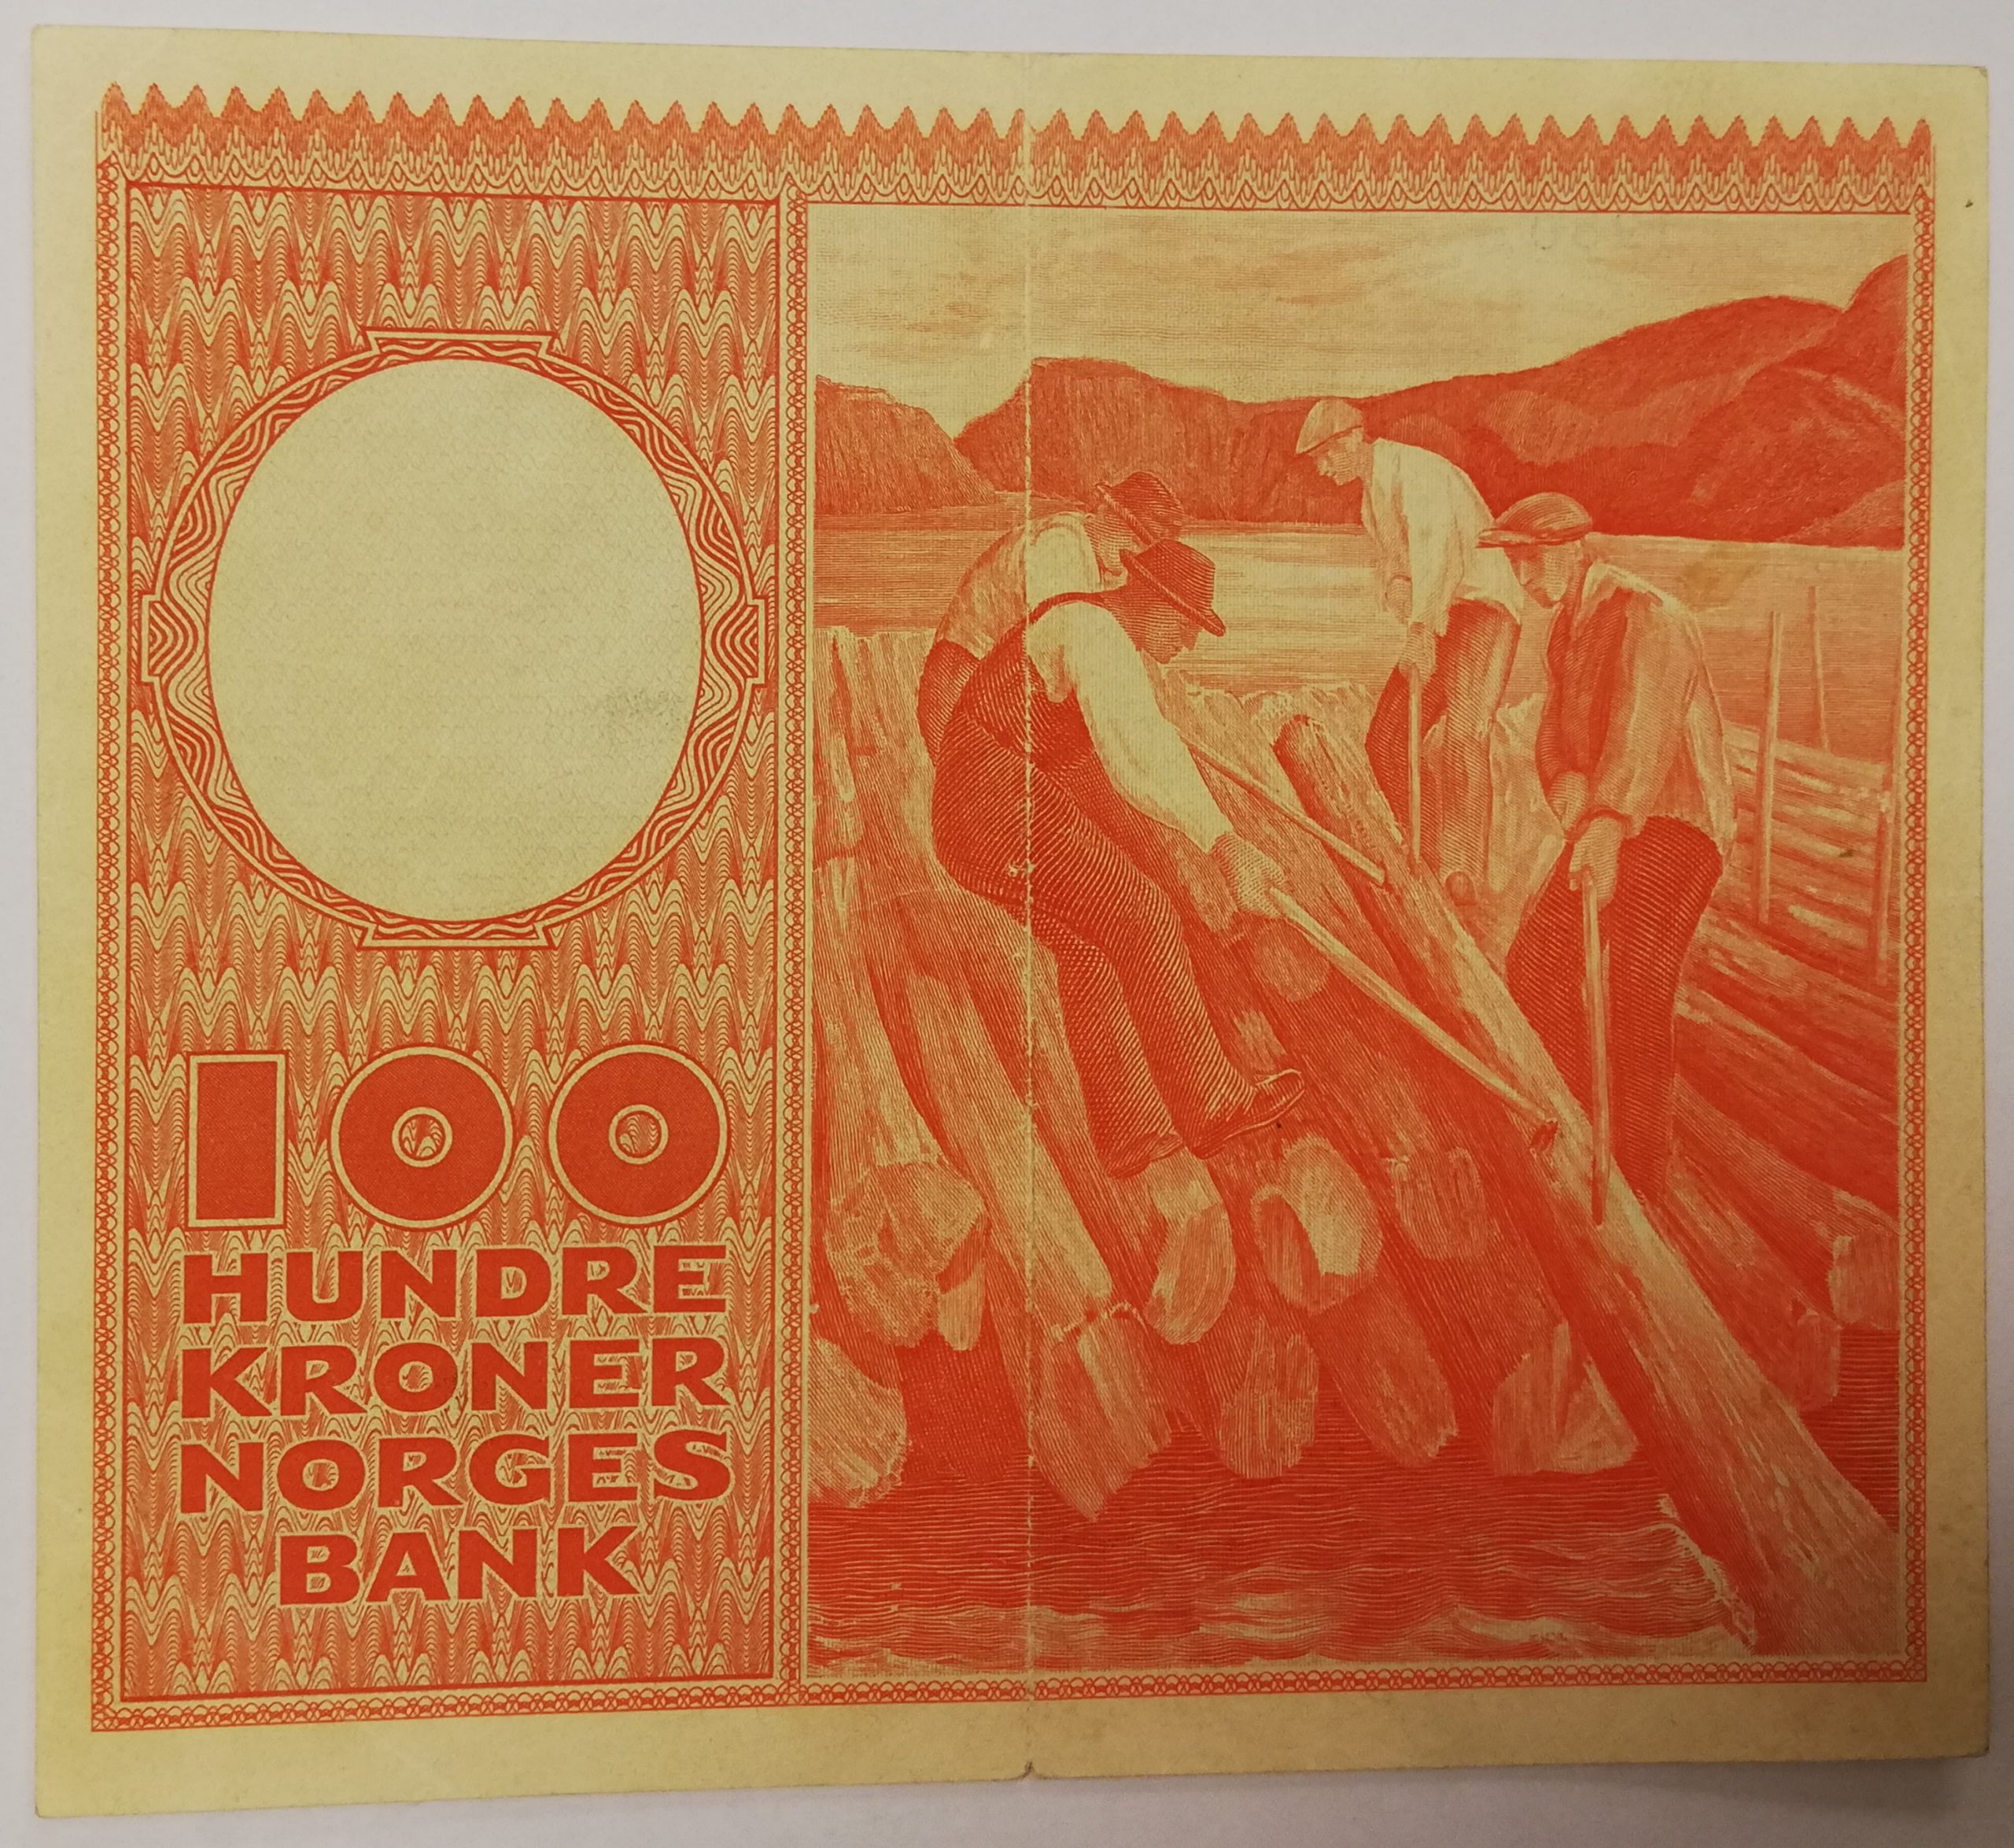 100
HUNDRE
KRONER
NORGES
BANK